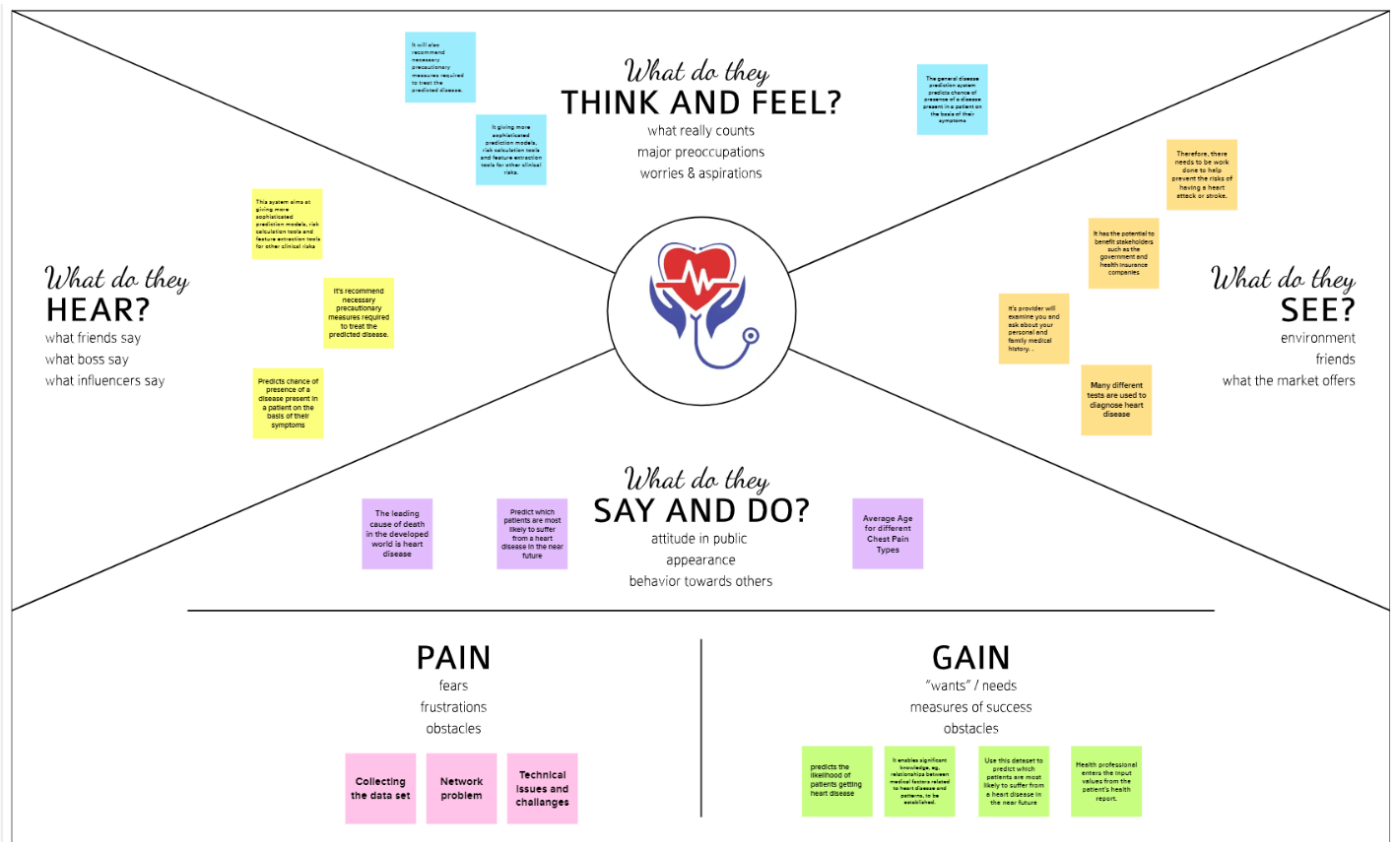 What do they
THINK AND FEEL?
what really counts
major preoccupations
worries & aspirations
It will also
recommend
necessary
precautionary
measures required
to treat the
predicted disease.
It giving more
sophisticated
prediction models,
risk calculation tools
and feature extraction
tools for other clinical
risks.
The general disease
prediction system
predicts chance of
presence of a disease
present in a patient on
the basis of their
symptoms
What do they
HEAR?
what friends say
what boss say
what influencers say
This system aims at
giving more
sophisticated
prediction models, risk
calculation tools and
feature extraction tools
for other clinical risks
It's recommend
necessary
precautionary
measures required
to treat the
predicted disease.
Predicts chance of
presence of a
disease present in
a patient on the
basis of their
symptoms
What do they
SEE?
environment
friends
what the market offers
Therefore, there
needs to be work
done to help
prevent the risks of
having a heart
attack or stroke.
It has the potential to
benefit stakeholders
such as the
government and
health insurance
companies
It's provider will
examine you and
ask about your
personal and
family medical
history..
Many different
tests are used to
diagnose heart
disease
What do they
SAY AND DO?
attitude in public
appearance
behavior towards others
The leading
cause of death
in the developed
world is heart
disease
Predict which
patients are most
likely to suffer
from a heart
disease in the near
future
Average Age
for different
Chest Pain
Types
PAIN
fears
frustrations
obstacles
Collecting
the data set
Network
problem
Technical
issues and
challanges
GAIN
"wants" / needs
measures of success
obstacles
predicts the
likelihood of
patients getting
heart disease
It enables significant
knowledge, eg,
relationships between
medical factors related
to heart disease and
patterns, to be
established.
Use this dataset to
predict which
patients are most
likely to suffer from
a heart disease in
the near future
Health professional
enters the input
values from the
patient's health
report.